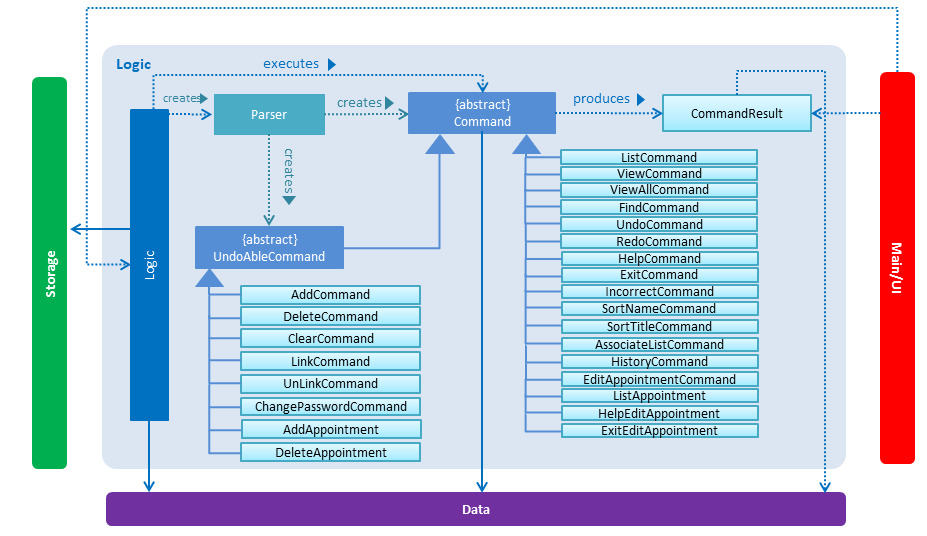 executes
Logic
creates
Parser
creates
{abstract}
Command
produces
CommandResult
creates
{abstract}
UndoAbleCommand
Logic
Storage
Main/UI
AddCommand
DeleteCommand
ClearCommand
LinkCommand
UnLinkCommand
ChangePasswordCommand
AddAppointment
DeleteAppointment
ListCommand
ViewCommand
ViewAllCommand
FindCommand
UndoCommand
RedoCommand
HelpCommand
ExitCommand
IncorrectCommand
SortNameCommand
SortTitleCommand
AssociateListCommand
HistoryCommand
EditAppointmentCommand
ListAppointment
HelpEditAppointment
ExitEditAppointment
Data